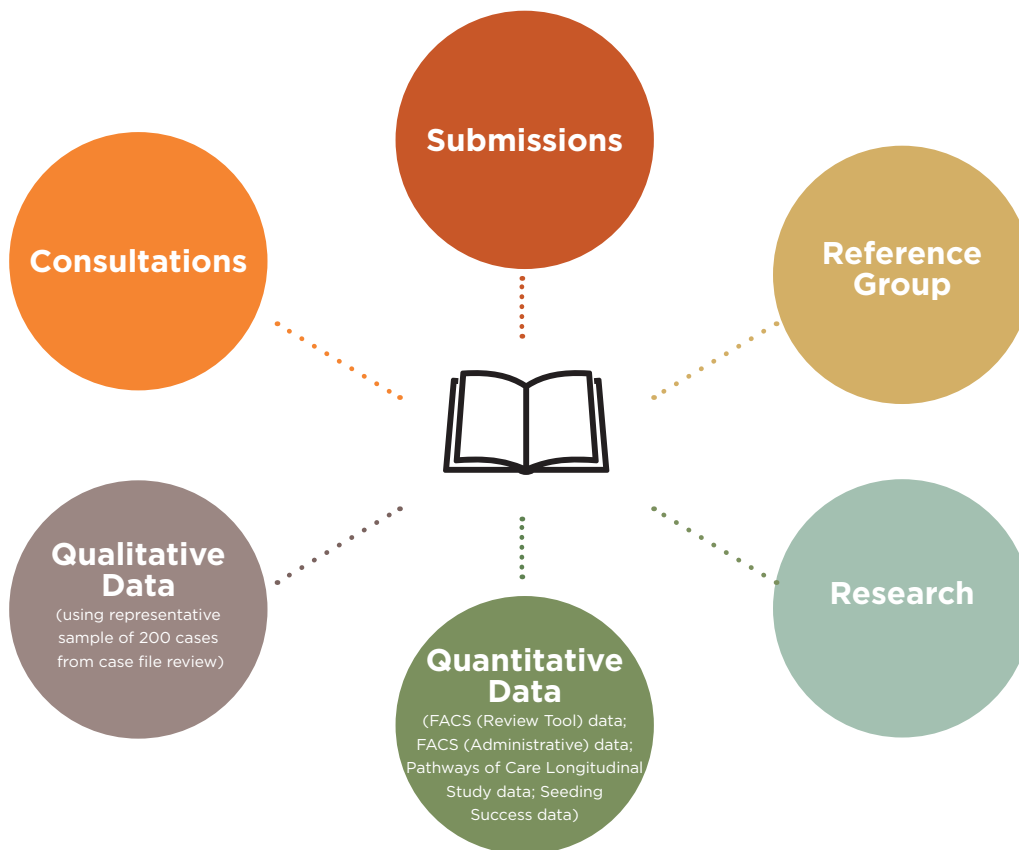 Submissions
Consultations
Reference
Group
Qualitative
Data
(using representative
sample of 200 cases
from case file review)
Research
Quantitative
Data
(FACS (Review Tool) data;
FACS (Administrative) data;
Pathways of Care Longitudinal
Study data; Seeding
Success data)